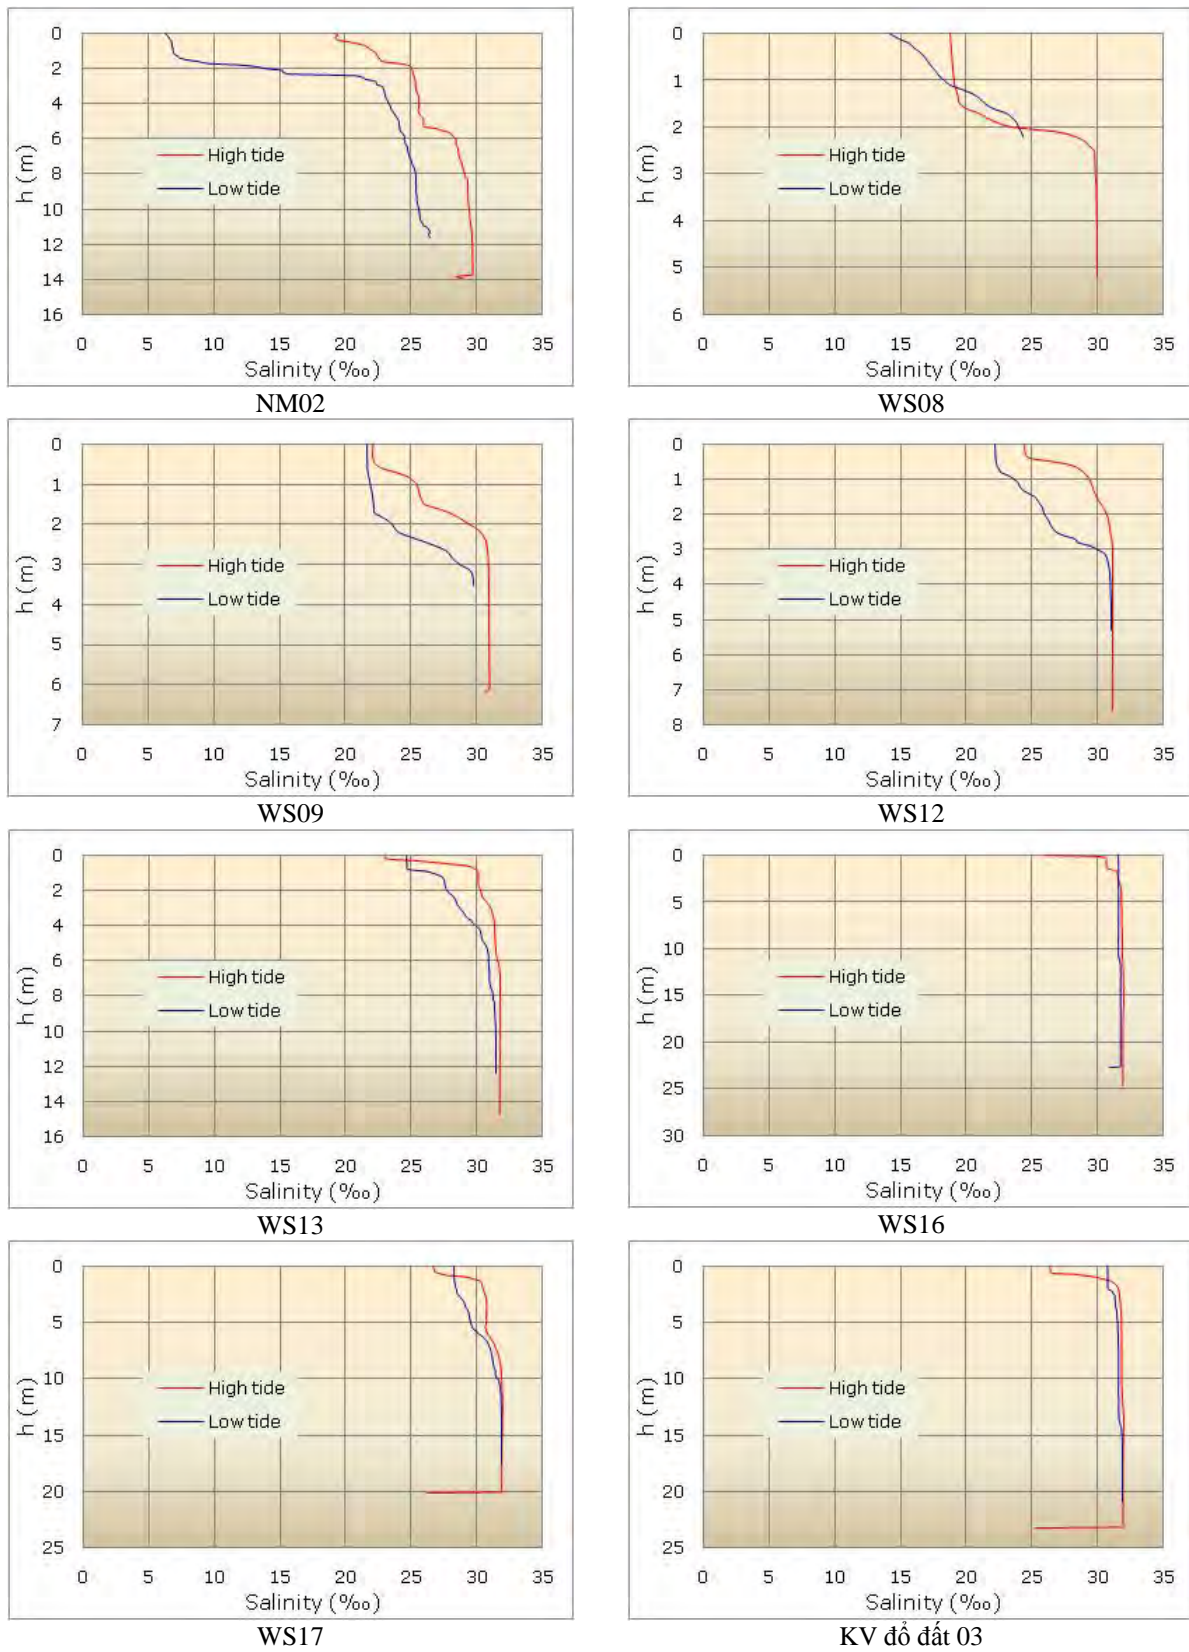 0
2
4
6
8
10
12
14
16
h (m)
High tide
Low tide
0 5 10 15 20 25 30 35
Salinity (‰)
NM02
0
1
2
3
4
5
6
h (m)
High tide
Low tide
0 5 10 15 20 25 30 35
Salinity (‰)
WS08
0
1
2
3
4
5
6
7
h (m)
High tide
Low tide
0 5 10 15 20 25 30 35
Salinity (‰)
WS09
0
1
2
3
4
5
6
7
8
h (m)
High tide
Low tide
0 5 10 15 20 25 30 35
Salinity (‰)
WS12
0
2
4
6
8
10
12
14
16
h (m)
High tide
Low tide
0 5 10 15 20 25 30 35
Salinity (‰)
WS13
0
5
10
15
20
25
30
h (m)
High tide
Low tide
0 5 10 15 20 25 30 35
Salinity (‰)
WS16
0
5
10
15
20
25
h (m)
High tide
Low tide
0 5 10 15 20 25 30 35
Salinity (‰)
WS17
0
5
10
15
20
25
h (m)
High tide
Low tide
0 5 10 15 20 25 30 35
Salinity (‰)
KV đổ đất 03